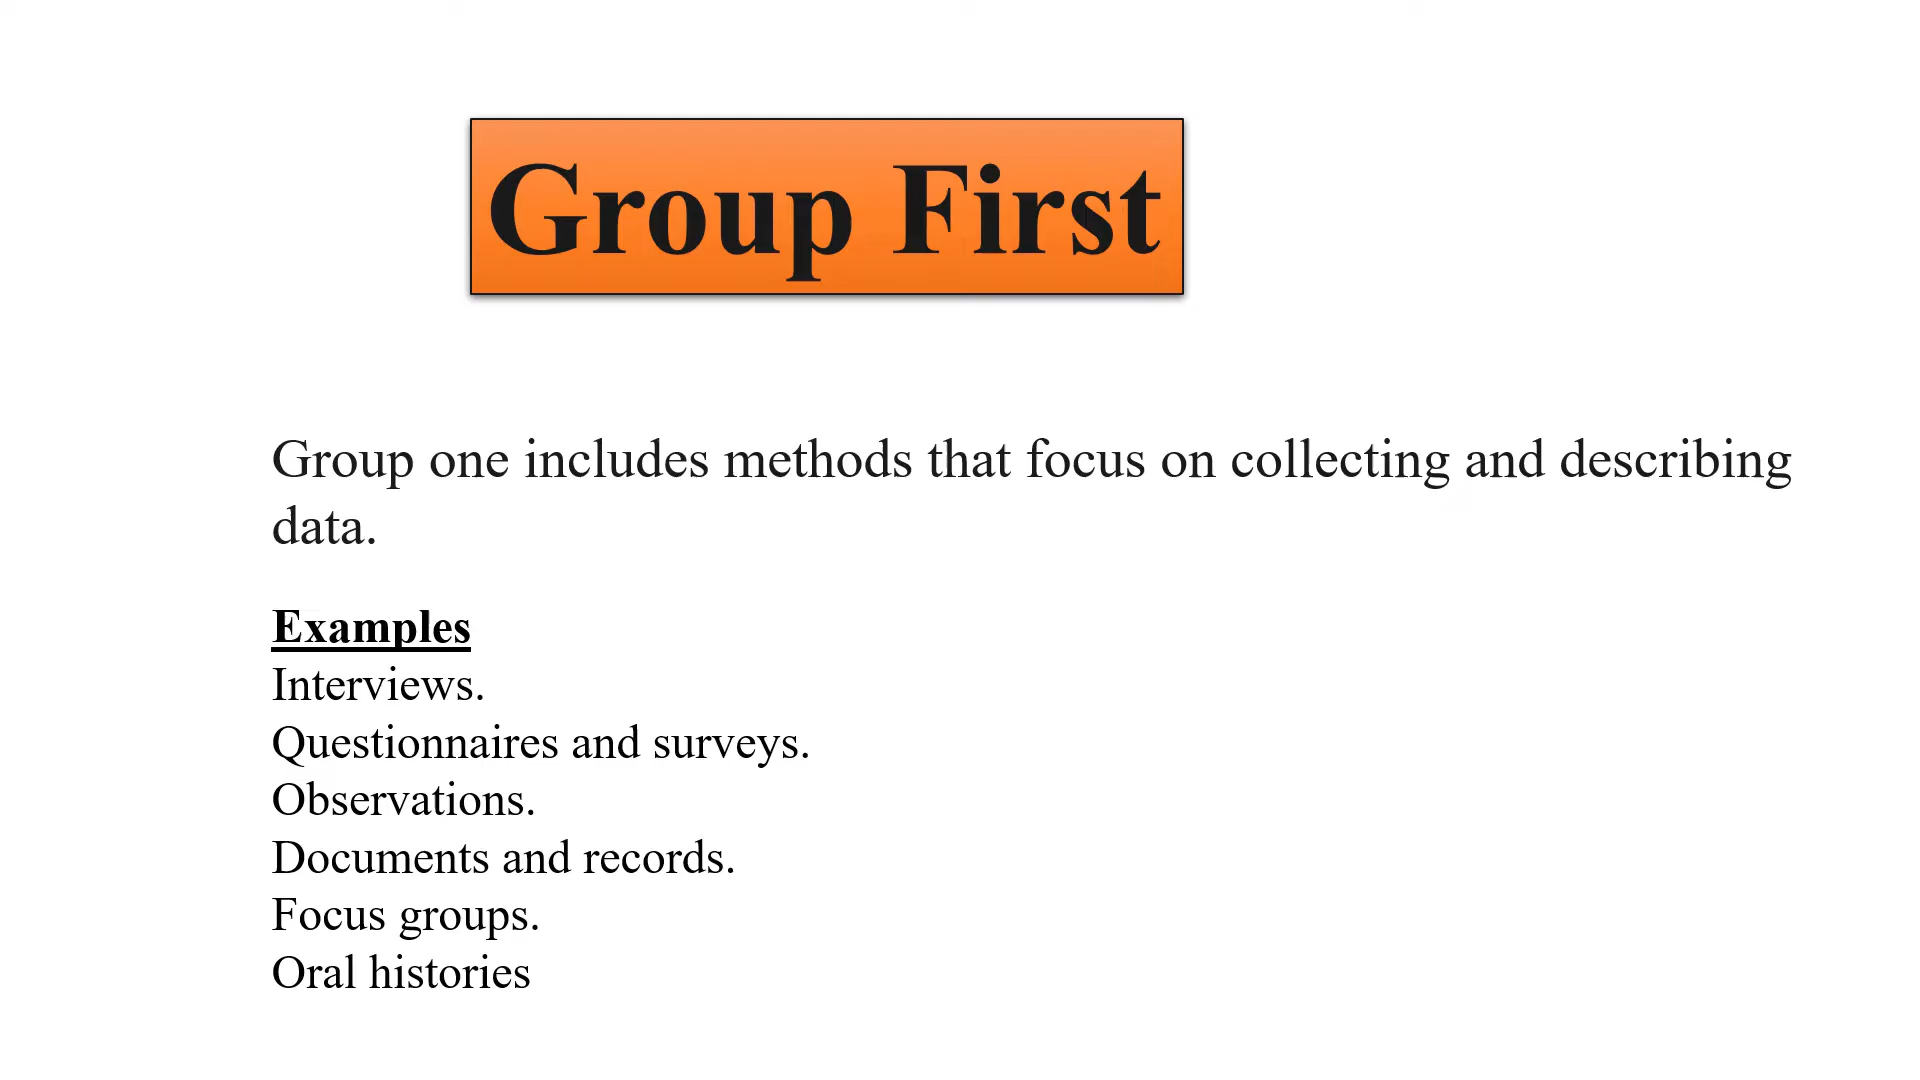 Group First
Group one includes methods that focus on collecting and describing
data.
Examples
Interviews.
Questionnaires and surveys.
Observations.
Documents and records.
Focus groups.
Oral histories